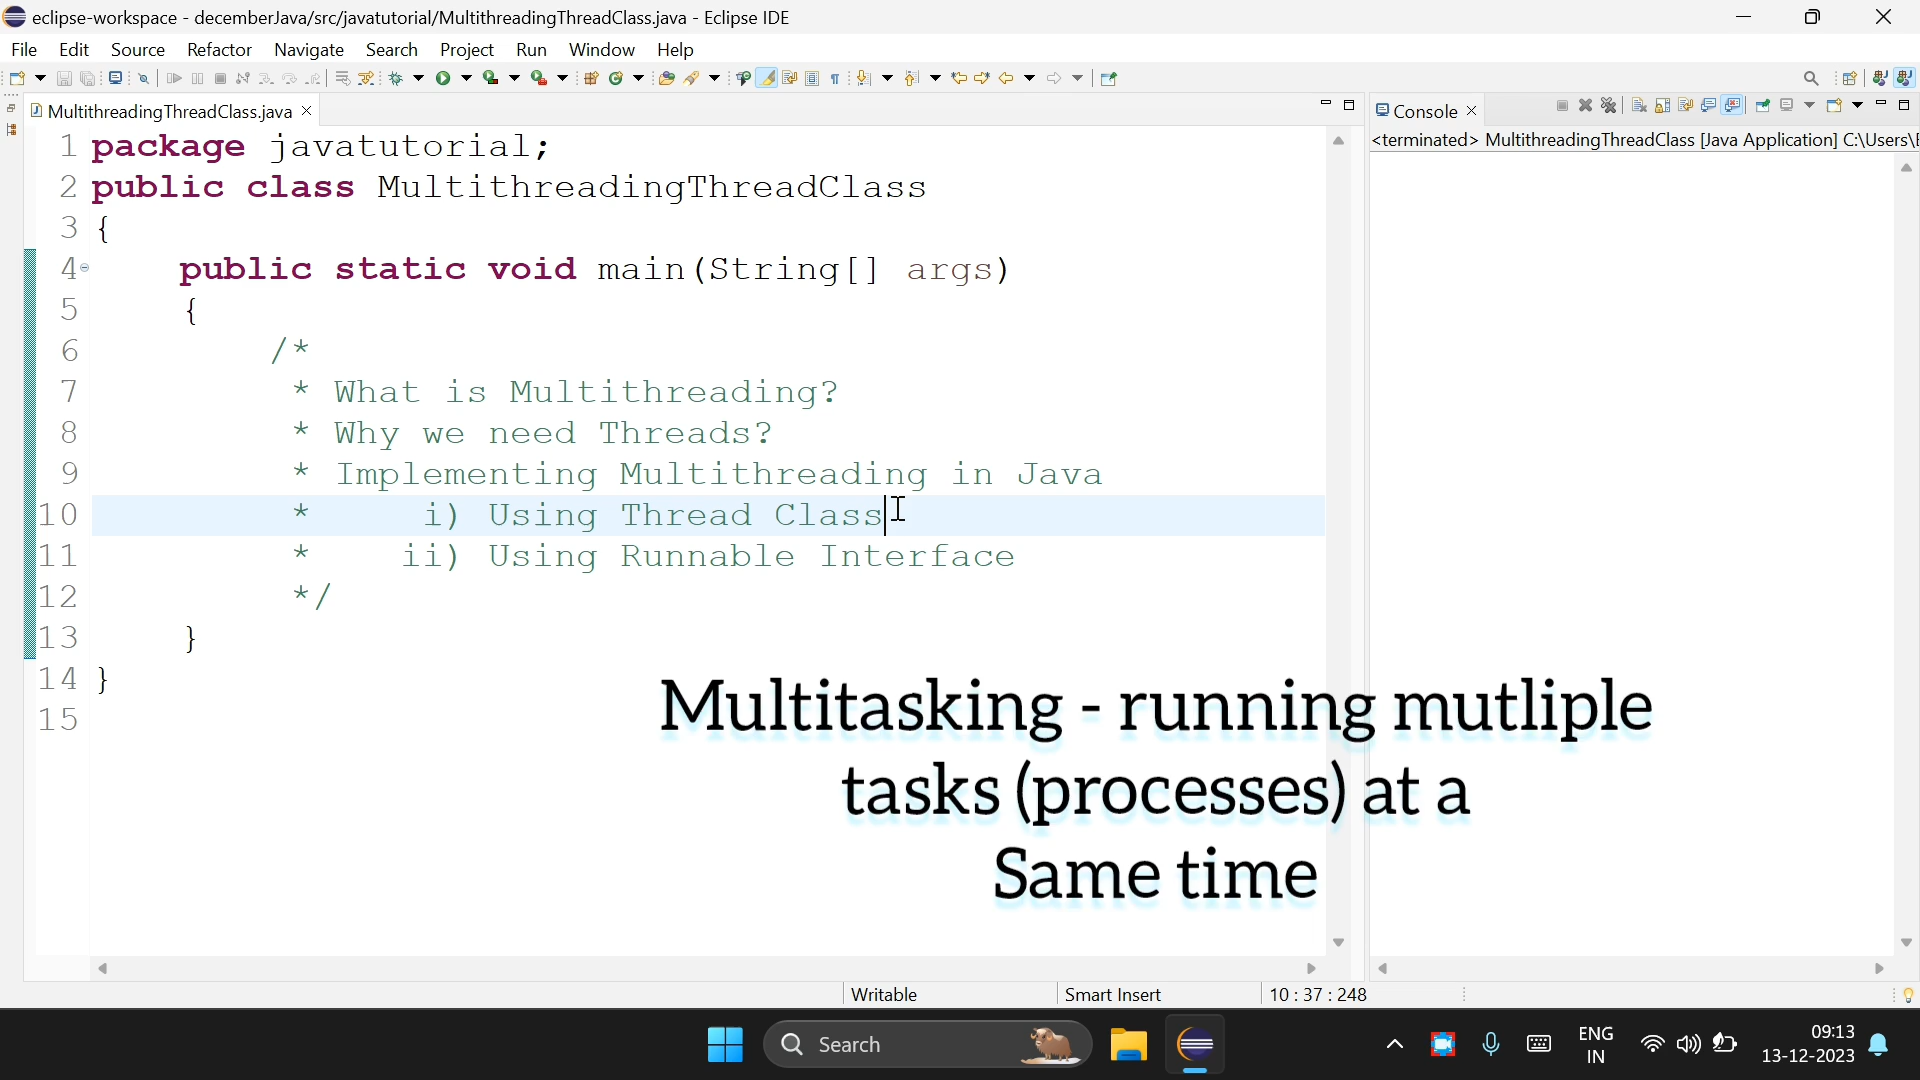 eclipse-workspace - decemberJava/src/javatutorial/MultithreadingThreadClass.java - Eclipse IDE
File Edit Source Refactor Navigate Search Project Run Window Help
MultithreadingThreadClass.java
1 package javatutorial;
2 public class MultithreadingThreadClass
3 {
4 public static void main(String[] args)
5 {
6 /*
7 * What is Multithreading?
8 * Why we need Threads?
9 * Implementing Multithreading in Java
10 * i) Using Thread Class
11 * ii) Using Runnable Interface
12 */
13 }
14 }
15
Console
<terminated> MultithreadingThreadClass [Java Application] C:\Users\
Multitasking - running mutliple
tasks (processes) at a
Same time
Writable Smart Insert 10 : 37 : 248
Search
ENG
IN
09:13
13-12-2023